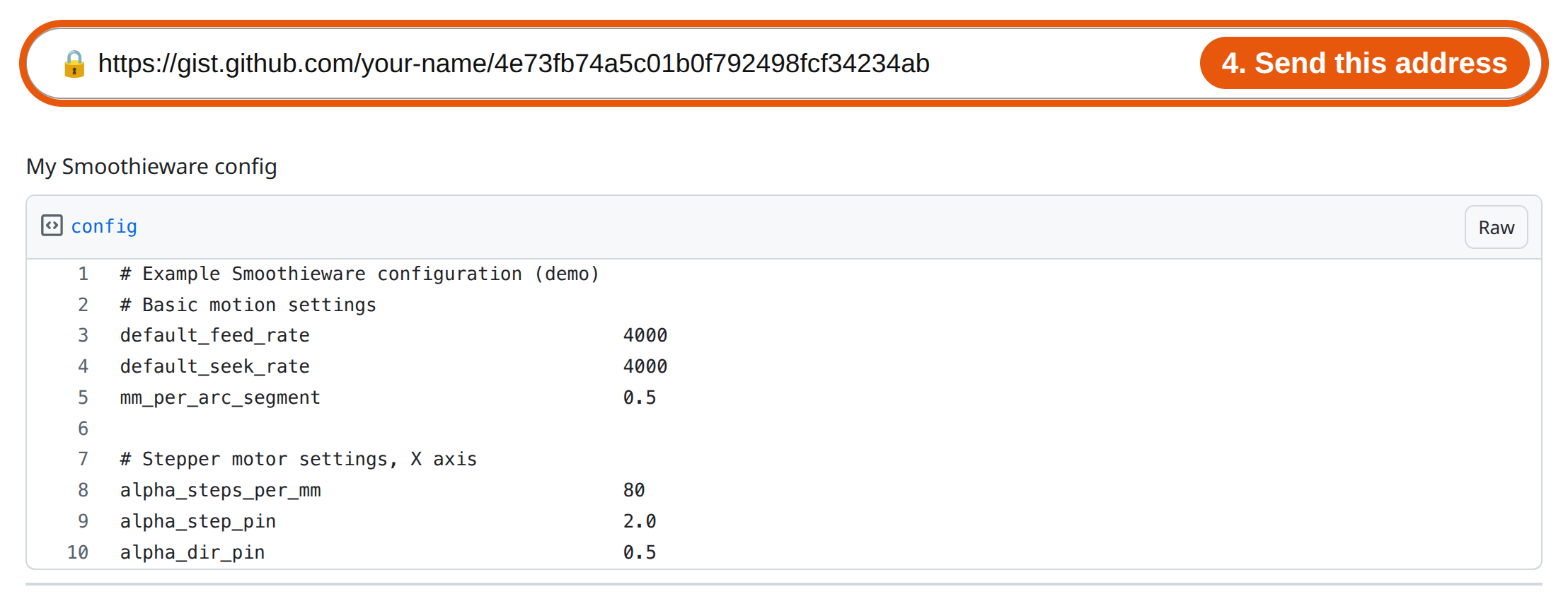 https://gist.github.com/your-name/4e73fb74a5c01b0f792498fcf34234ab
4. Send this address
My Smoothieware config
config
Raw
1 # Example Smoothieware configuration (demo)
2 # Basic motion settings
3 default_feed_rate 4000
4 default_seek_rate 4000
5 mm_per_arc_segment 0.5
6
7 # Stepper motor settings, X axis
8 alpha_steps_per_mm 80
9 alpha_step_pin 2.0
10 alpha_dir_pin 0.5